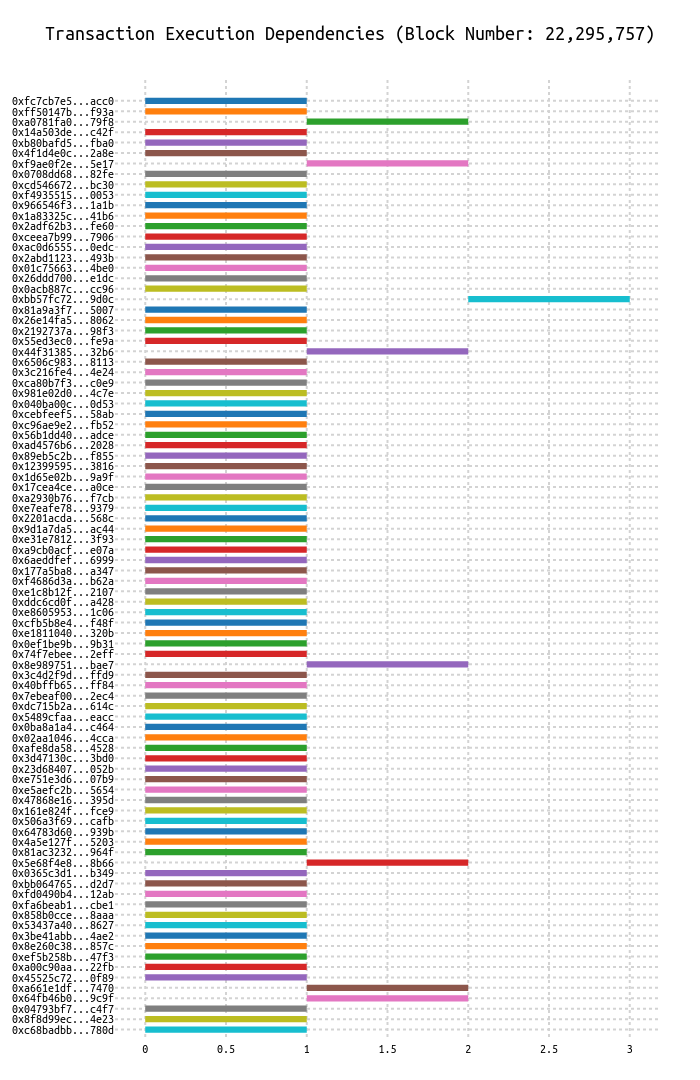 Transaction Execution Dependencies (Block Number: 22,295,757)
0xfc7cb7e5...acc0
0xff50147b...f93a
0xa0781fa0...79f8
0x14a503de...c42f
0xb80bafd5...fba0
0x4f1d4e0c...2a8e
0xf9ae0f2e...5e17
0x0708dd68...82fe
0xcd546672...bc30
0xf4935515...0053
0x966546f3...1a1b
0x1a83325c...41b6
0x2adf62b3...fe60
0xceea7b99...7906
0xac0d6555...0edc
0x2abd1123...493b
0x01c75663...4be0
0x26ddd700...e1dc
0x0acb887c...cc96
0xbb57fc72...9d0c
0x81a9a3f7...5007
0x26e14fa5...8062
0x2192737a...98f3
0x55ed3ec0...fe9a
0x44f31385...32b6
0x6506c983...8113
0x3c216fe4...4e24
0xca80b7f3...c0e9
0x981e02d0...4c7e
0x040ba00c...0d53
0xcebfeef5...58ab
0xc96ae9e2...fb52
0x56b1dd40...adce
0xad4576b6...2028
0x89eb5c2b...f855
0x12399595...3816
0x1d65e02b...9a9f
0x17cea4ce...a0ce
0xa2930b76...f7cb
0xe7eafe78...9379
0x2201acda...568c
0x9d1a7da5...ac44
0xe31e7812...3f93
0xa9cb0acf...e07a
0x6aeddfef...6999
0x177a5ba8...a347
0xf4686d3a...b62a
0xe1c8b12f...2107
0xddc6cd0f...a428
0xe8605953...1c06
0xcfb5b8e4...f48f
0xe1811040...320b
0x0ef1be9b...9b31
0x74f7ebee...2eff
0x8e989751...bae7
0x3c4d2f9d...ffd9
0x40bffb65...ff84
0x7ebeaf00...2ec4
0xdc715b2a...614c
0x5489cfaa...eacc
0x0ba8a1a4...c464
0x02aa1046...4cca
0xafe8da58...4528
0x3d47130c...3bd0
0x23d68407...052b
0xe751e3d6...07b9
0xe5aefc2b...5654
0x47868e16...395d
0x161e824f...fce9
0x506a3f69...cafb
0x64783d60...939b
0x4a5e127f...5203
0x81ac3232...964f
0x5e68f4e8...8b66
0x0365c3d1...b349
0xbb064765...d2d7
0xfd0490b4...12ab
0xfa6beab1...cbe1
0x858b0cce...8aaa
0x53437a40...8627
0x3be41abb...4ae2
0x8e260c38...857c
0xef5b258b...47f3
0xa00c90aa...22fb
0x45525c72...0f89
0xa661e1df...7470
0x64fb46b0...9c9f
0x04793bf7...c4f7
0x8f8d99ec...4e23
0xc68badbb...780d
0 0.5 1 1.5 2 2.5 3